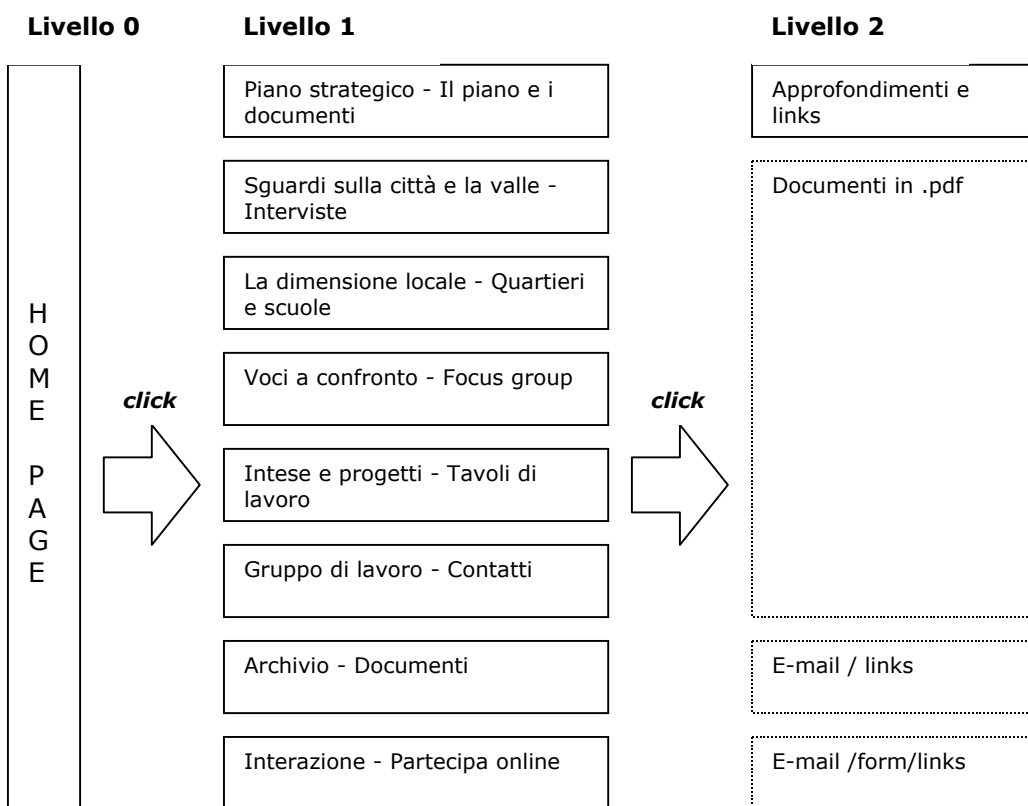 Livello 0
Livello 1
Livello 2
HOME PAGE
click
Piano strategico - Il piano e i
documenti
Sguardi sulla città e la valle -
Interviste
La dimensione locale - Quartieri
e scuole
Voci a confronto - Focus group
Intese e progetti - Tavoli di
lavoro
Gruppo di lavoro - Contatti
Archivio - Documenti
Interazione - Partecipa online
click
Approfondimenti e
links
Documenti in .pdf
E-mail / links
E-mail /form/links